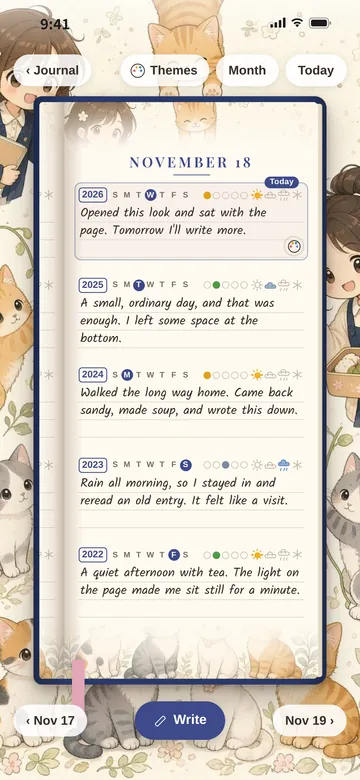 9:41
‹ Journal
Themes
Month
Today
NOVEMBER 18
Today
2026 S M T W T F S
Opened this look and sat with the
page. Tomorrow I'll write more.
2025 S M T W T F S
A small, ordinary day, and that was
enough. I left some space at the
bottom.
2024 S M T W T F S
Walked the long way home. Came back
sandy, made soup, and wrote this down.
2023 S M T W T F S
Rain all morning, so I stayed in and
reread an old entry. It felt like a visit.
2022 S M T W T F S
A quiet afternoon with tea. The light on
the page made me sit still for a minute.
‹ Nov 17
Write
Nov 19 ›